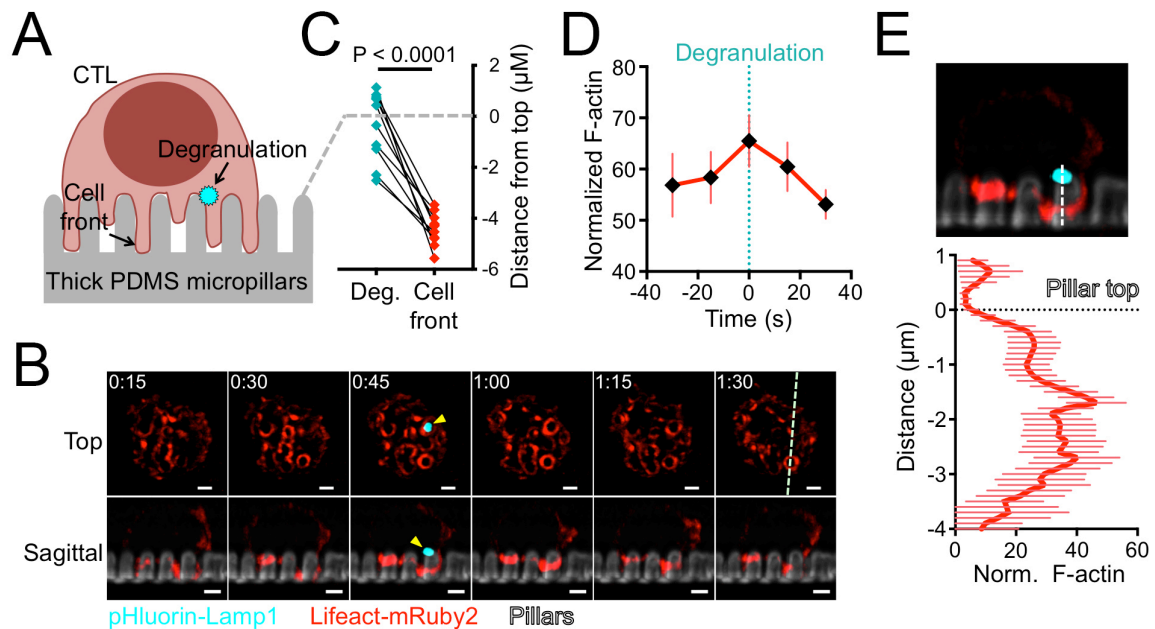 A
CTL
Degranulation
Cell
front
Thick PDMS micropillars
C
P < 0.0001
2
0
-2
-4
-6
Distance from top (μM)
Deg. Cell
front
D
Degranulation
80
70
60
50
40
Normalized F-actin
-40 -20 0 20 40
Time (s)
E
1
0
-1
-2
-3
-4
Pillar top
Distance (μm)
0 20 40 60
Norm. F-actin
B
0:15 0:30 0:45 1:00 1:15 1:30
Top
Sagittal
pHluorin-Lamp1 Lifeact-mRuby2 Pillars